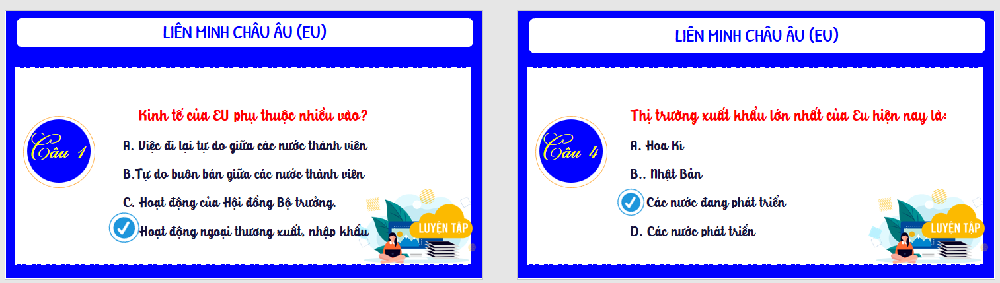 LIÊN MINH CHÂU ÂU (EU)
Câu 1
Kinh tế của EU phụ thuộc nhiều vào?
A. Việc đi lại tự do giữa các nước thành viên
B.Tự do buôn bán giữa các nước thành viên
C. Hoạt động của Hội đồng Bộ trưởng.
Hoạt động ngoại thương xuất, nhập khẩu
LUYỆN TẬP
LIÊN MINH CHÂU ÂU (EU)
Câu 4
Thị trường xuất khẩu lớn nhất của Eu hiện nay là:
A. Hoa Kì
B.. Nhật Bản
Các nước đang phát triển
D. Các nước phát triển
LUYỆN TẬP